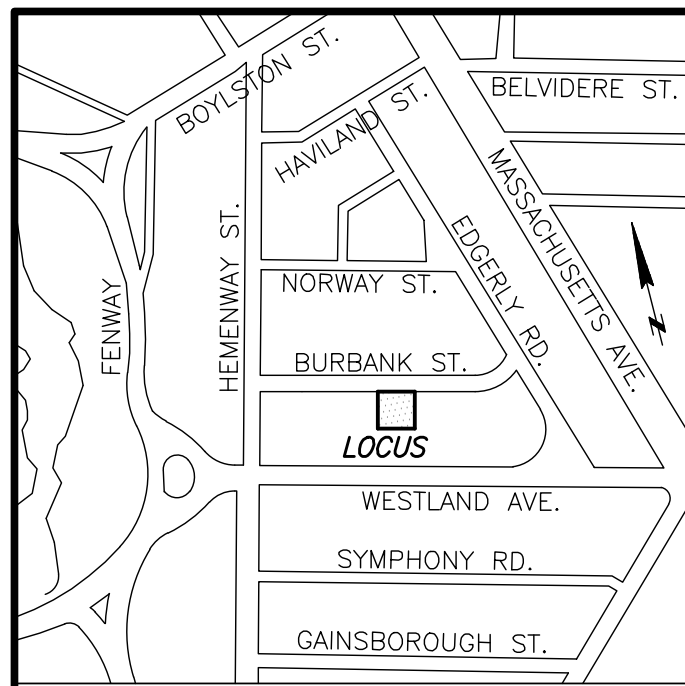 BOYLSTON ST.
BELVIDERE ST.
HAVILAND ST.
MASSACHUSETTS AVE.
HEMENWAY ST.
EDGERLY RD.
FENWAY
NORWAY ST.
N
BURBANK ST.
LOCUS
WESTLAND AVE.
SYMPHONY RD.
GAINSBOROUGH ST.